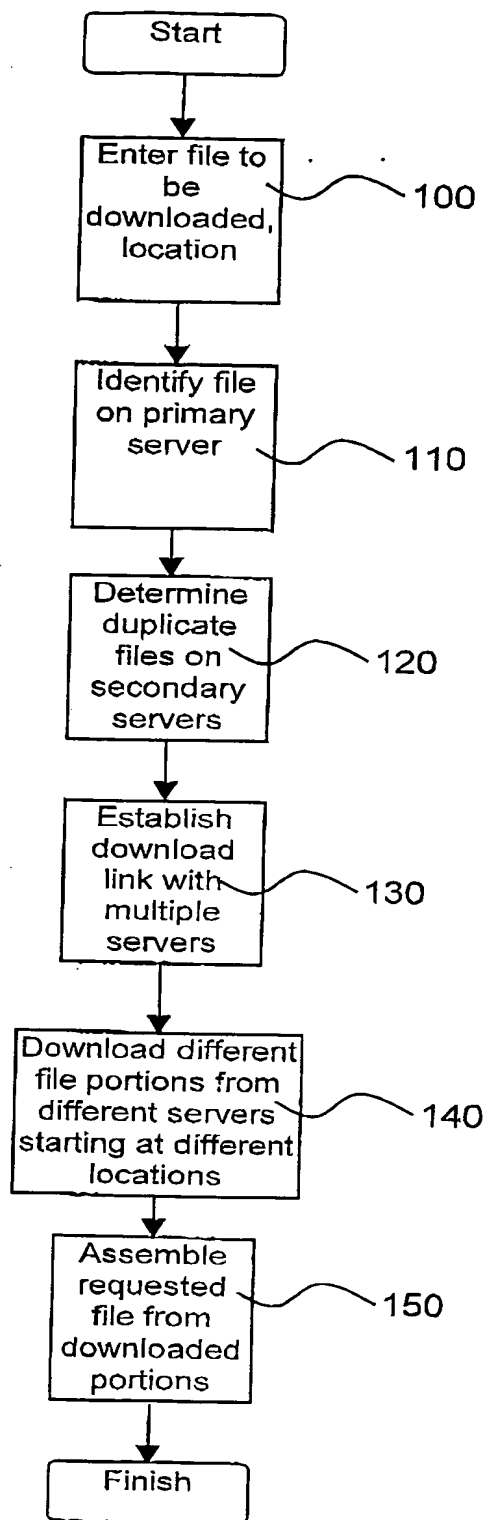 Start
Enter file to
be
downloaded,
location
100
Identify file
on primary
server
110
Determine
duplicate
files on
secondary
servers
120
Establish
download
link with
multiple
servers
130
Download different
file portions from
different servers
starting at different
locations
140
Assemble
requested
file from
downloaded
portions
150
Finish